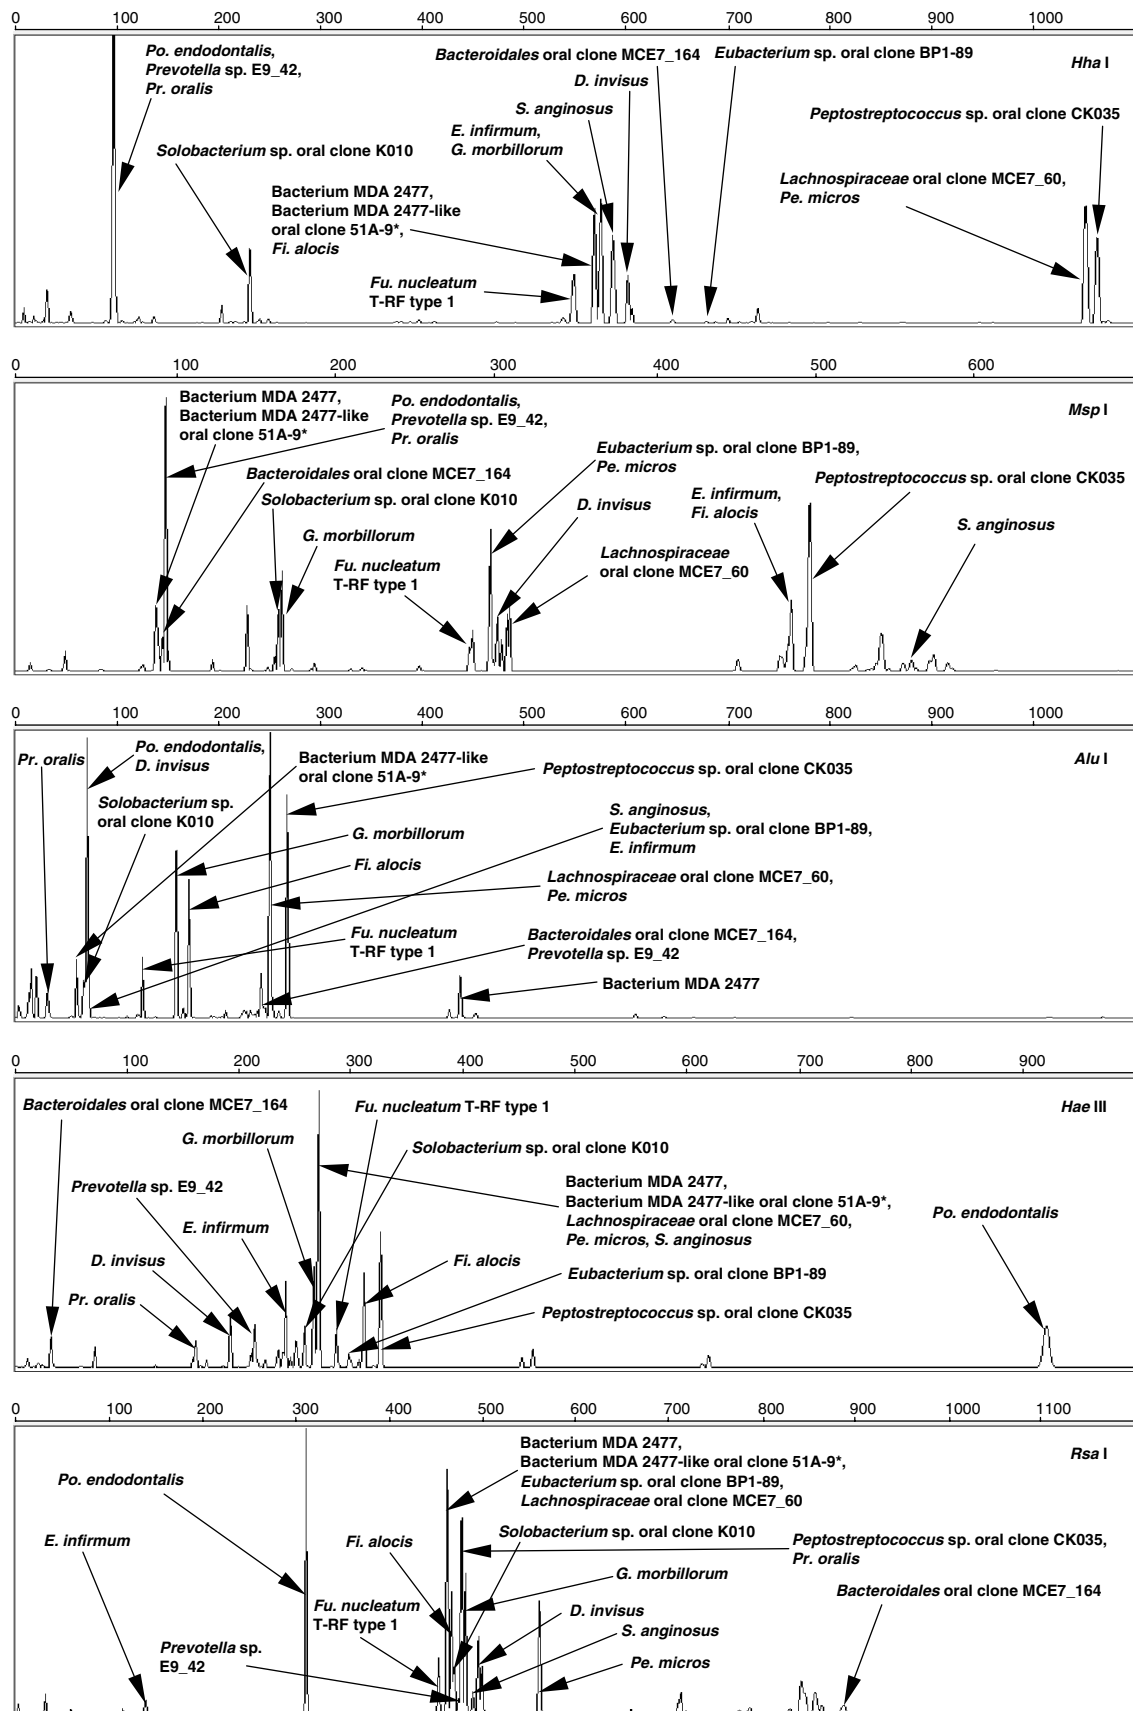 0 100 200 300 400 500 600 700 800 900 1000
Po. endodontalis,
Prevotella sp. E9_42,
Pr. oralis
Bacteroidales oral clone MCE7_164
Eubacterium sp. oral clone BP1-89
Hha I
D. invisus
S. anginosus
Peptostreptococcus sp. oral clone CK035
E. infirmum,
G. morbillorum
Solobacterium sp. oral clone K010
Lachnospiraceae oral clone MCE7_60,
Pe. micros
Bacterium MDA 2477,
Bacterium MDA 2477-like
oral clone 51A-9*,
Fi. alocis
Fu. nucleatum
T-RF type 1
0 100 200 300 400 500 600
Bacterium MDA 2477,
Bacterium MDA 2477-like
oral clone 51A-9*
Po. endodontalis,
Prevotella sp. E9_42,
Pr. oralis
Msp I
Eubacterium sp. oral clone BP1-89,
Pe. micros
Bacteroidales oral clone MCE7_164
Peptostreptococcus sp. oral clone CK035
Solobacterium sp. oral clone K010
D. invisus
E. infirmum,
Fi. alocis
S. anginosus
G. morbillorum
Lachnospiraceae
oral clone MCE7_60
Fu. nucleatum
T-RF type 1
0 100 200 300 400 500 600 700 800 900 1000
Pr. oralis
Po. endodontalis,
D. invisus
Bacterium MDA 2477-like
oral clone 51A-9*
Alu I
Peptostreptococcus sp. oral clone CK035
Solobacterium sp.
oral clone K010
S. anginosus,
Eubacterium sp. oral clone BP1-89,
E. infirmum
G. morbillorum
Fi. alocis
Lachnospiraceae oral clone MCE7_60,
Pe. micros
Fu. nucleatum
T-RF type 1
Bacteroidales oral clone MCE7_164,
Prevotella sp. E9_42
Bacterium MDA 2477
0 100 200 300 400 500 600 700 800 900
Bacteroidales oral clone MCE7_164
Fu. nucleatum T-RF type 1
Hae III
G. morbillorum
Solobacterium sp. oral clone K010
Prevotella sp. E9_42
Bacterium MDA 2477,
Bacterium MDA 2477-like oral clone 51A-9*,
Lachnospiraceae oral clone MCE7_60,
Pe. micros, S. anginosus
Po. endodontalis
E. infirmum
D. invisus
Fi. alocis
Eubacterium sp. oral clone BP1-89
Pr. oralis
Peptostreptococcus sp. oral clone CK035
0 100 200 300 400 500 600 700 800 900 1000 1100
Bacterium MDA 2477,
Bacterium MDA 2477-like oral clone 51A-9*,
Eubacterium sp. oral clone BP1-89,
Lachnospiraceae oral clone MCE7_60
Rsa I
Po. endodontalis
E. infirmum
Fi. alocis
Solobacterium sp. oral clone K010
Peptostreptococcus sp. oral clone CK035,
Pr. oralis
G. morbillorum
Bacteroidales oral clone MCE7_164
Fu. nucleatum
T-RF type 1
D. invisus
S. anginosus
Prevotella sp.
E9_42
Pe. micros